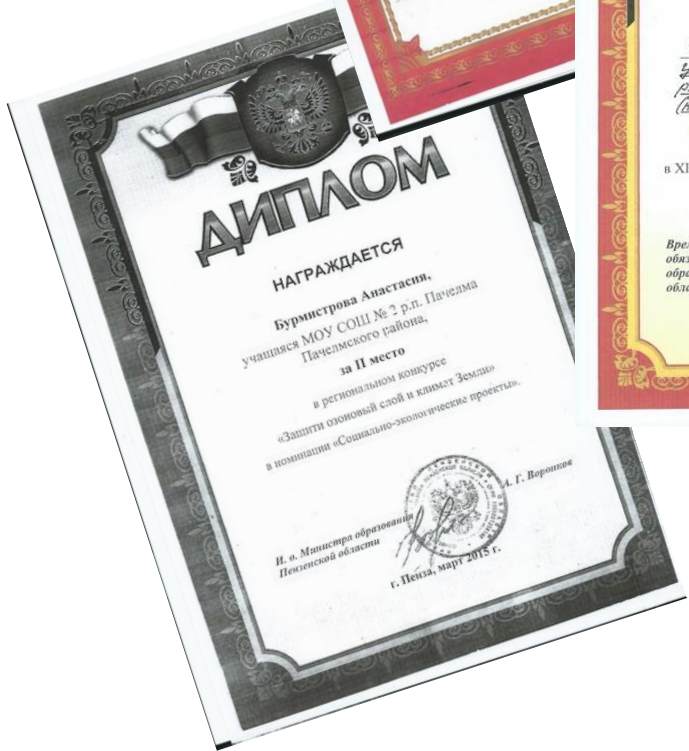 ДИПЛОМ
НАГРАЖДАЕТСЯ
Бурмистрова Анастасия,
учащаяся МОУ СОШ № 2 р.п. Пачелма
Пачелмского района,
за II место
в региональном конкурсе
«Защити озоновый слой и климат Земли»
в номинации «Социально-экологические проекты».
И. о. Министра образования
Пензенской области
А. Г. Воронков
г. Пенза, март 2015 г.
в XI